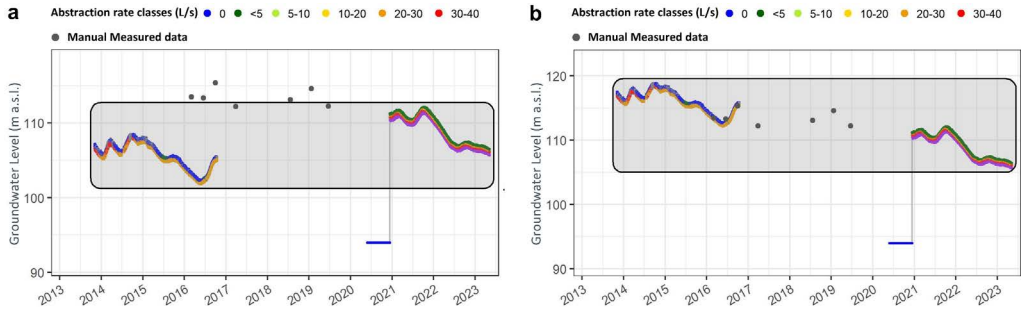 a
Abstraction rate classes (L/s) 0 <5 5-10 10-20 20-30 30-40
Manual Measured data
Groundwater Level (m a.s.l.)
110
100
90
2013 2014 2015 2016 2017 2018 2019 2020 2021 2022 2023
b
Abstraction rate classes (L/s) 0 <5 5-10 10-20 20-30 30-40
Manual Measured data
Groundwater Level (m a.s.l.)
120
110
100
90
2013 2014 2015 2016 2017 2018 2019 2020 2021 2022 2023